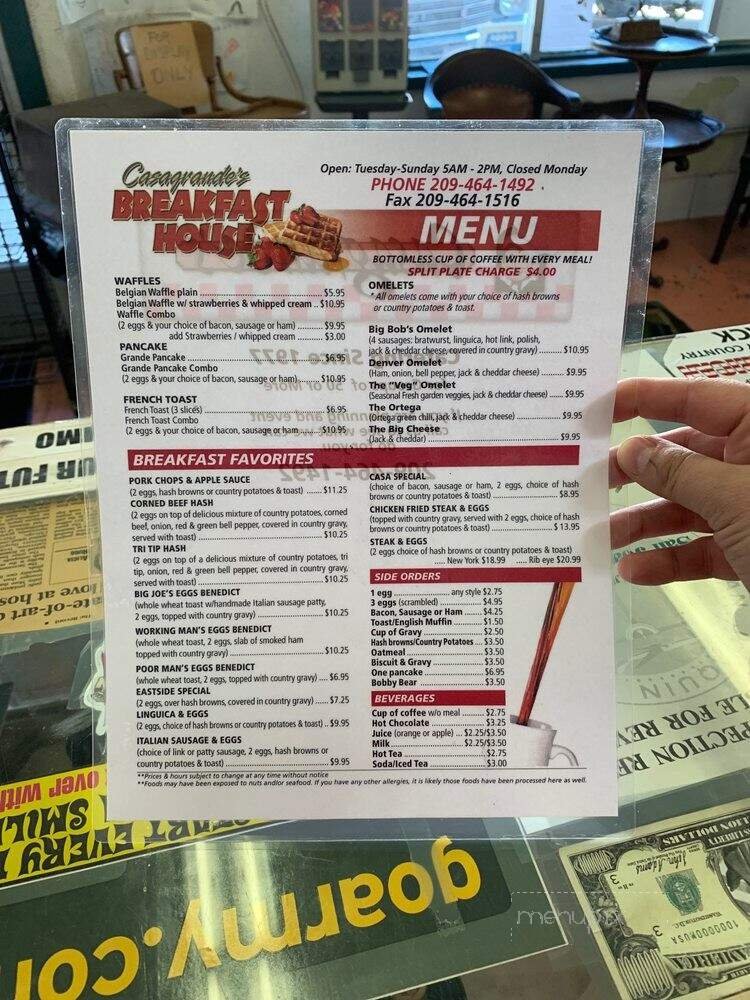 FOR
DISPLAY
ONLY
Casagrande's
BREAKFAST
HOUSE
Open: Tuesday-Sunday 5AM - 2PM, Closed Monday
PHONE 209-464-1492
Fax 209-464-1516
MENU
BOTTOMLESS CUP OF COFFEE WITH EVERY MEAL!
SPLIT PLATE CHARGE $4.00
WAFFLES
Belgian Waffle plain $5.95
Belgian Waffle w/ strawberries & whipped cream .. $10.95
Waffle Combo
(2 eggs & your choice of bacon, sausage or ham) $9.95
add Strawberries / whipped cream $3.00
PANCAKE
Grande Pancake $6.95
Grande Pancake Combo
(2 eggs & your choice of bacon, sausage or ham) $10.95
FRENCH TOAST
French Toast (3 slices) $6.95
French Toast Combo
(2 eggs & your choice of bacon, sausage or ham $10.95
OMELETS
* All omelets come with your choice of hash browns
or country potatoes & toast.
Big Bob's Omelet
(4 sausages: bratwurst, linguica, hot link, polish,
jack & cheddar cheese, covered in country gravy) $10.95
Denver Omelet
(Ham, onion, bell pepper, jack & cheddar cheese) $9.95
The "Veg" Omelet
(Seasonal Fresh garden veggies, jack & cheddar cheese) $9.95
The Ortega
(Ortega green chili, jack & cheddar cheese) $9.95
The Big Cheese
(Jack & cheddar) $9.95
BREAKFAST FAVORITES
PORK CHOPS & APPLE SAUCE
(2 eggs, hash browns or country potatoes & toast) $11.25
CORNED BEEF HASH
(2 eggs on top of delicious mixture of country potatoes, corned
beef, onion, red & green bell pepper, covered in country gravy,
served with toast) $10.25
TRI TIP HASH
(2 eggs on top of a delicious mixture of country potatoes, tri
tip, onion, red & green bell pepper, covered in country gravy,
served with toast) $10.25
BIG JOE'S EGGS BENEDICT
(whole wheat toast w/handmade Italian sausage patty,
2 eggs, topped with country gravy) $10.25
WORKING MAN'S EGGS BENEDICT
(whole wheat toast, 2 eggs, slab of smoked ham
topped with country gravy) $10.25
POOR MAN'S EGGS BENEDICT
(whole wheat toast, 2 eggs, topped with country gravy) $6.95
EASTSIDE SPECIAL
(2 eggs, over hash browns, covered in country gravy) $7.25
LINGUICA & EGGS
(2 eggs, choice of hash browns or country potatoes & toast) .. $9.95
ITALIAN SAUSAGE & EGGS
(choice of link or patty sausage, 2 eggs, hash browns or
country potatoes & toast) $9.95
CASA SPECIAL
(choice of bacon, sausage or ham, 2 eggs, choice of hash
browns or country potatoes & toast) $8.95
CHICKEN FRIED STEAK & EGGS
(topped with country gravy, served with 2 eggs, choice of hash
browns or country potatoes & toast) $13.95
STEAK & EGGS
(2 eggs choice of hash browns or country potatoes & toast)
..... New York $18.99 ..... Rib eye $20.99
SIDE ORDERS
1 egg any style $2.75
3 eggs (scrambled) $4.95
Bacon, Sausage or Ham $4.25
Toast/English Muffin $1.50
Cup of Gravy $2.50
Hash browns/Country Potatoes $3.50
Oatmeal $3.50
Biscuit & Gravy $3.50
One pancake $6.95
Bobby Bear $3.50
BEVERAGES
Cup of coffee w/o meal $2.75
Hot Chocolate $3.25
Juice (orange or apple) ... $2.25/$3.50
Milk $2.25/$3.50
Hot Tea $2.75
Soda/Iced Tea $3.00
**Prices & hours subject to change at any time without notice
**Foods may have been exposed to nuts and/or seafood. If you have any other allergies, it is likely those foods have been processed here as well.
goarmy.co
menupix